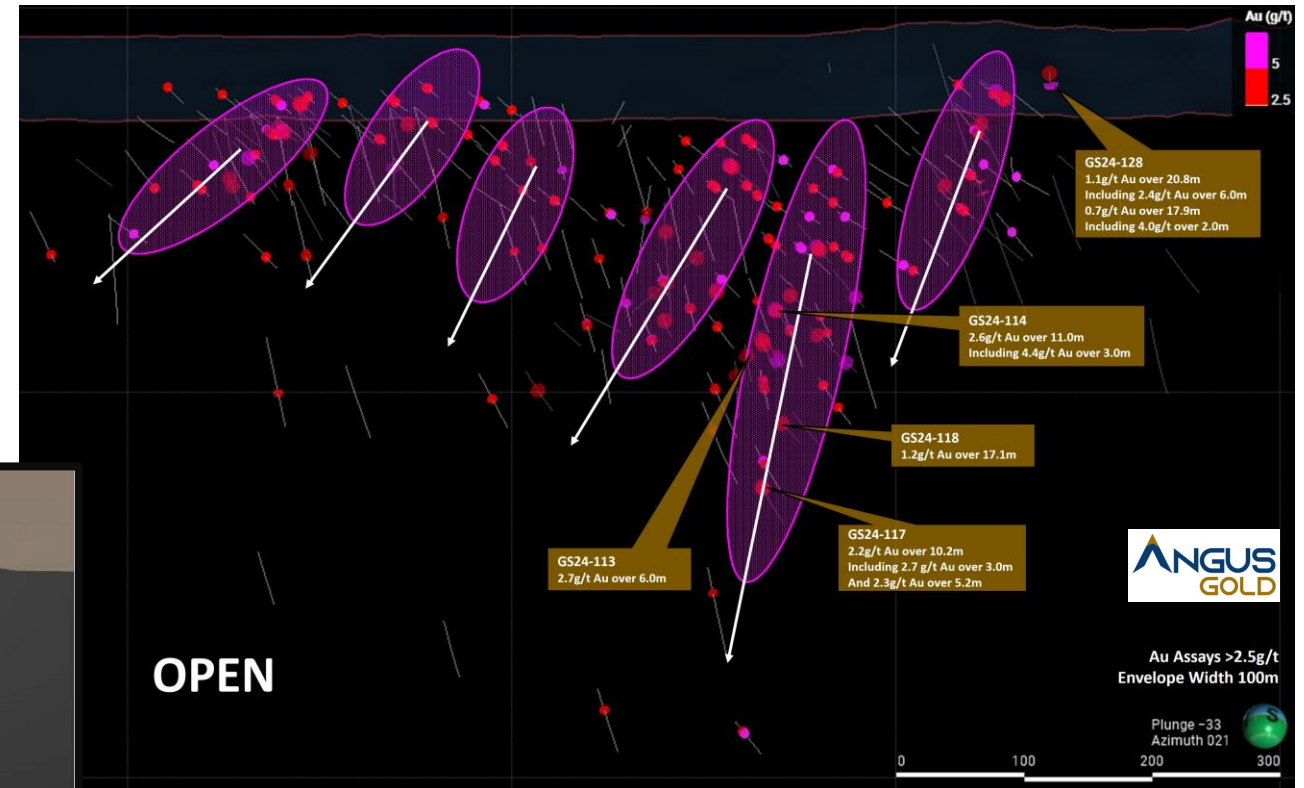 Au (g/t)
5
2.5
GS24-128
1.1g/t Au over 20.8m
Including 2.4g/t Au over 6.0m
0.7g/t Au over 17.9m
Including 4.0g/t over 2.0m
GS24-114
2.6g/t Au over 11.0m
Including 4.4g/t Au over 3.0m
GS24-118
1.2g/t Au over 17.1m
GS24-117
2.2g/t Au over 10.2m
Including 2.7 g/t Au over 3.0m
And 2.3g/t Au over 5.2m
GS24-113
2.7g/t Au over 6.0m
ANGUS
GOLD
OPEN
Au Assays >2.5g/t
Envelope Width 100m
Plunge -33
Azimuth 021
S
0 100 200 300